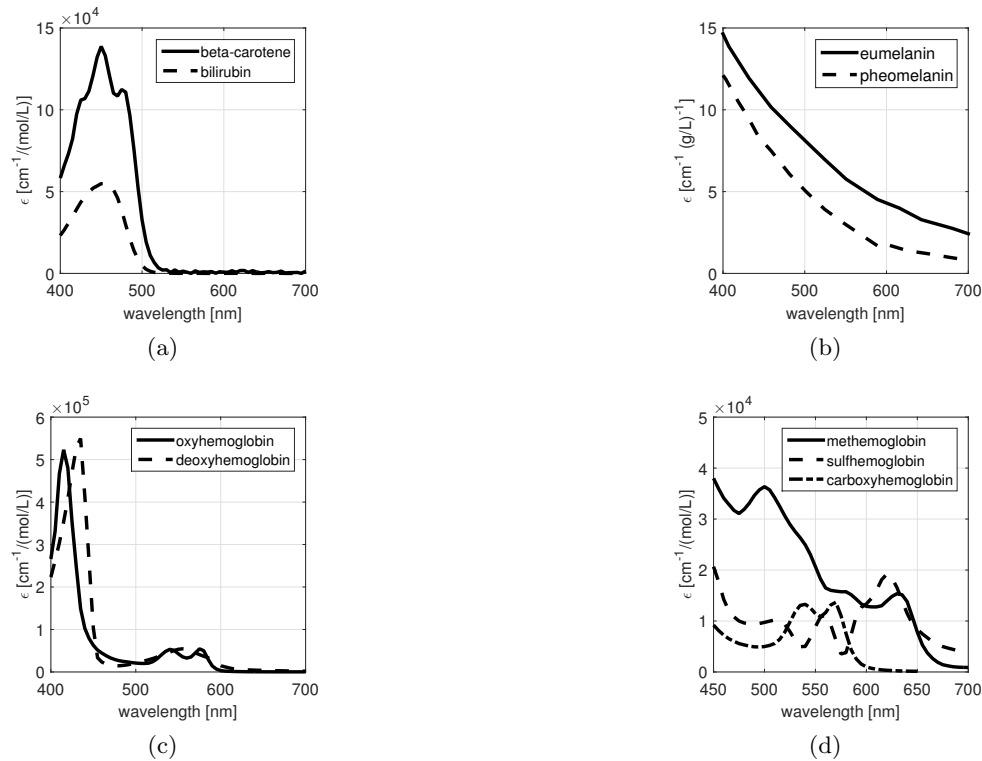 ×10⁴
15
10
5
0
400 500 600 700
wavelength [nm]
ϵ [cm⁻¹/(mol/L)]
beta-carotene
bilirubin
(a)
15
10
5
0
400 500 600 700
wavelength [nm]
ϵ [cm⁻¹ (g/L)⁻¹]
eumelanin
pheomelanin
(b)
×10⁵
6
5
4
3
2
1
0
400 500 600 700
wavelength [nm]
ϵ [cm⁻¹/(mol/L)]
oxyhemoglobin
deoxyhemoglobin
(c)
×10⁴
5
4
3
2
1
0
450 500 550 600 650 700
wavelength [nm]
ϵ [cm⁻¹/(mol/L)]
methemoglobin
sulfhemoglobin
carboxyhemoglobin
(d)